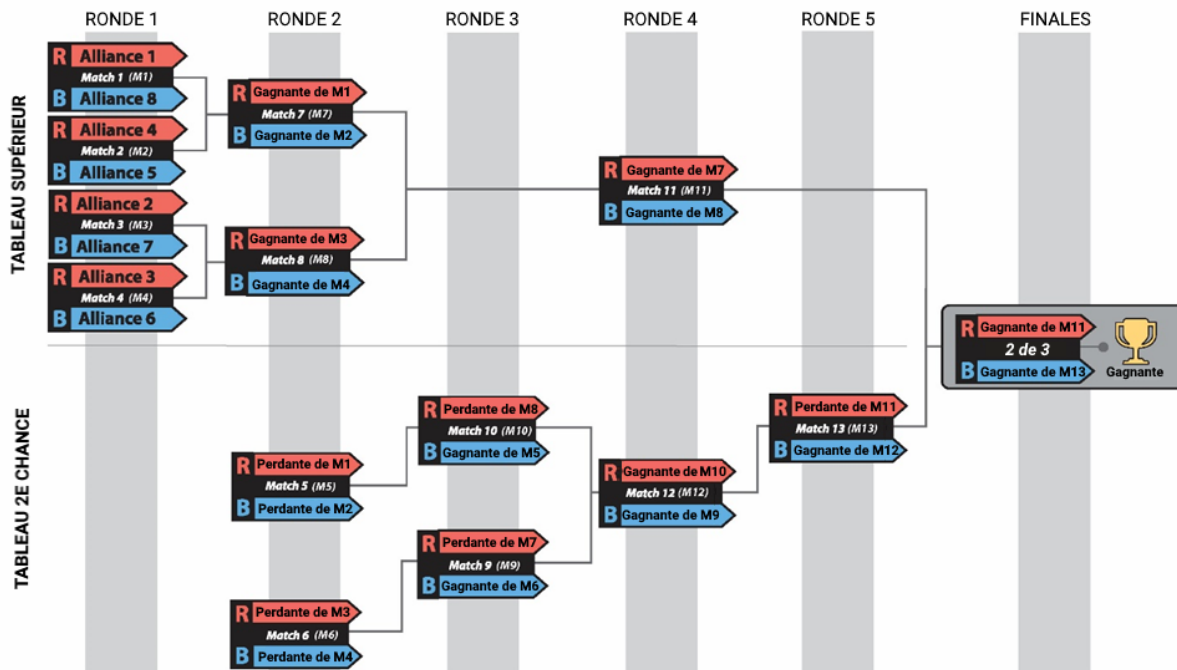 RONDE 1
RONDE 2
RONDE 3
RONDE 4
RONDE 5
FINALES
TABLEAU SUPÉRIEUR
R Alliance 1
Match 1 (M1)
B Alliance 8
R Alliance 4
Match 2 (M2)
B Alliance 5
R Alliance 2
Match 3 (M3)
B Alliance 7
R Alliance 3
Match 4 (M4)
B Alliance 6
R Gagnante de M1
Match 7 (M7)
B Gagnante de M2
R Gagnante de M3
Match 8 (M8)
B Gagnante de M4
R Gagnante de M7
Match 11 (M11)
B Gagnante de M8
R Gagnante de M11
2 de 3
B Gagnante de M13
Gagnante
TABLEAU 2E CHANCE
R Perdante de M1
Match 5 (M5)
B Perdante de M2
R Perdante de M3
Match 6 (M6)
B Perdante de M4
R Perdante de M8
Match 10 (M10)
B Gagnante de M5
R Perdante de M7
Match 9 (M9)
B Gagnante de M6
R Gagnante de M10
Match 12 (M12)
B Gagnante de M9
R Perdante de M11
Match 13 (M13)
B Gagnante de M12